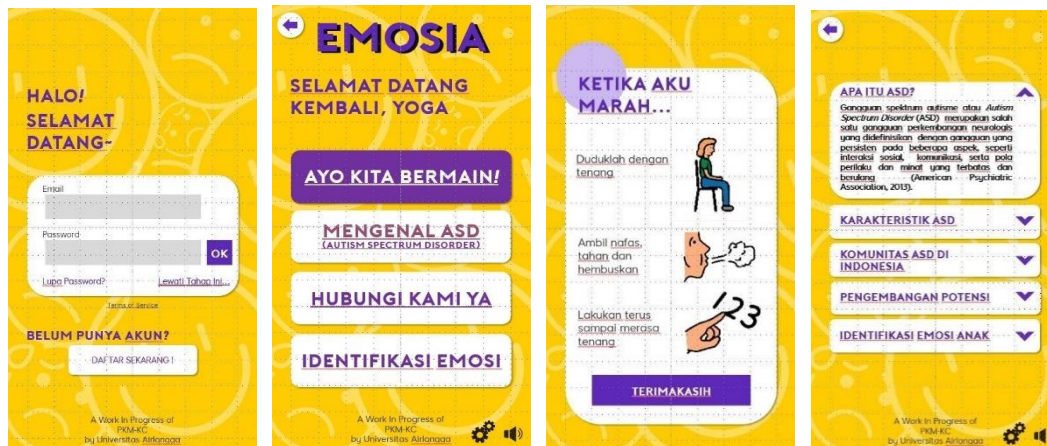 HALO!
SELAMAT
DATANG~
Email
Password
OK
Lupa Password?
Lewati Tahap Ini...
Terms of Service
BELUM PUNYA AKUN?
DAFTAR SEKARANG !
A Work In Progress of
PKM-KC
by Universitas Airlangga
EMOSIA
SELAMAT DATANG
KEMBALI, YOGA
AYO KITA BERMAIN!
MENGENAL ASD
(AUTISM SPECTRUM DISORDER)
HUBUNGI KAMI YA
IDENTIFIKASI EMOSI
A Work In Progress of
PKM-KC
by Universitas Airlangga
KETIKA AKU
MARAH...
Duduklah dengan
tenang
Ambil nafas,
tahan dan
hembuskan
Lakukan terus
sampai merasa
tenang
123
TERIMAKASIH
APA ITU ASD?
Gangguan spektrum autisme atau Autism
Spectrum Disorder (ASD) merupakan salah
satu gangguan perkembangan neurologis
yang didefinisikan dengan gangguan yang
persisten pada beberapa aspek, seperti
interaksi sosial, komunikasi, serta pola
perilaku dan minat yang terbatas dan
berulang (American Psychiatric
Association, 2013).
KARAKTERISTIK ASD
KOMUNITAS ASD DI
INDONESIA
PENGEMBANGAN POTENSI
IDENTIFIKASI EMOSI ANAK
A Work In Progress of
PKM-KC
by Universitas Airlangga